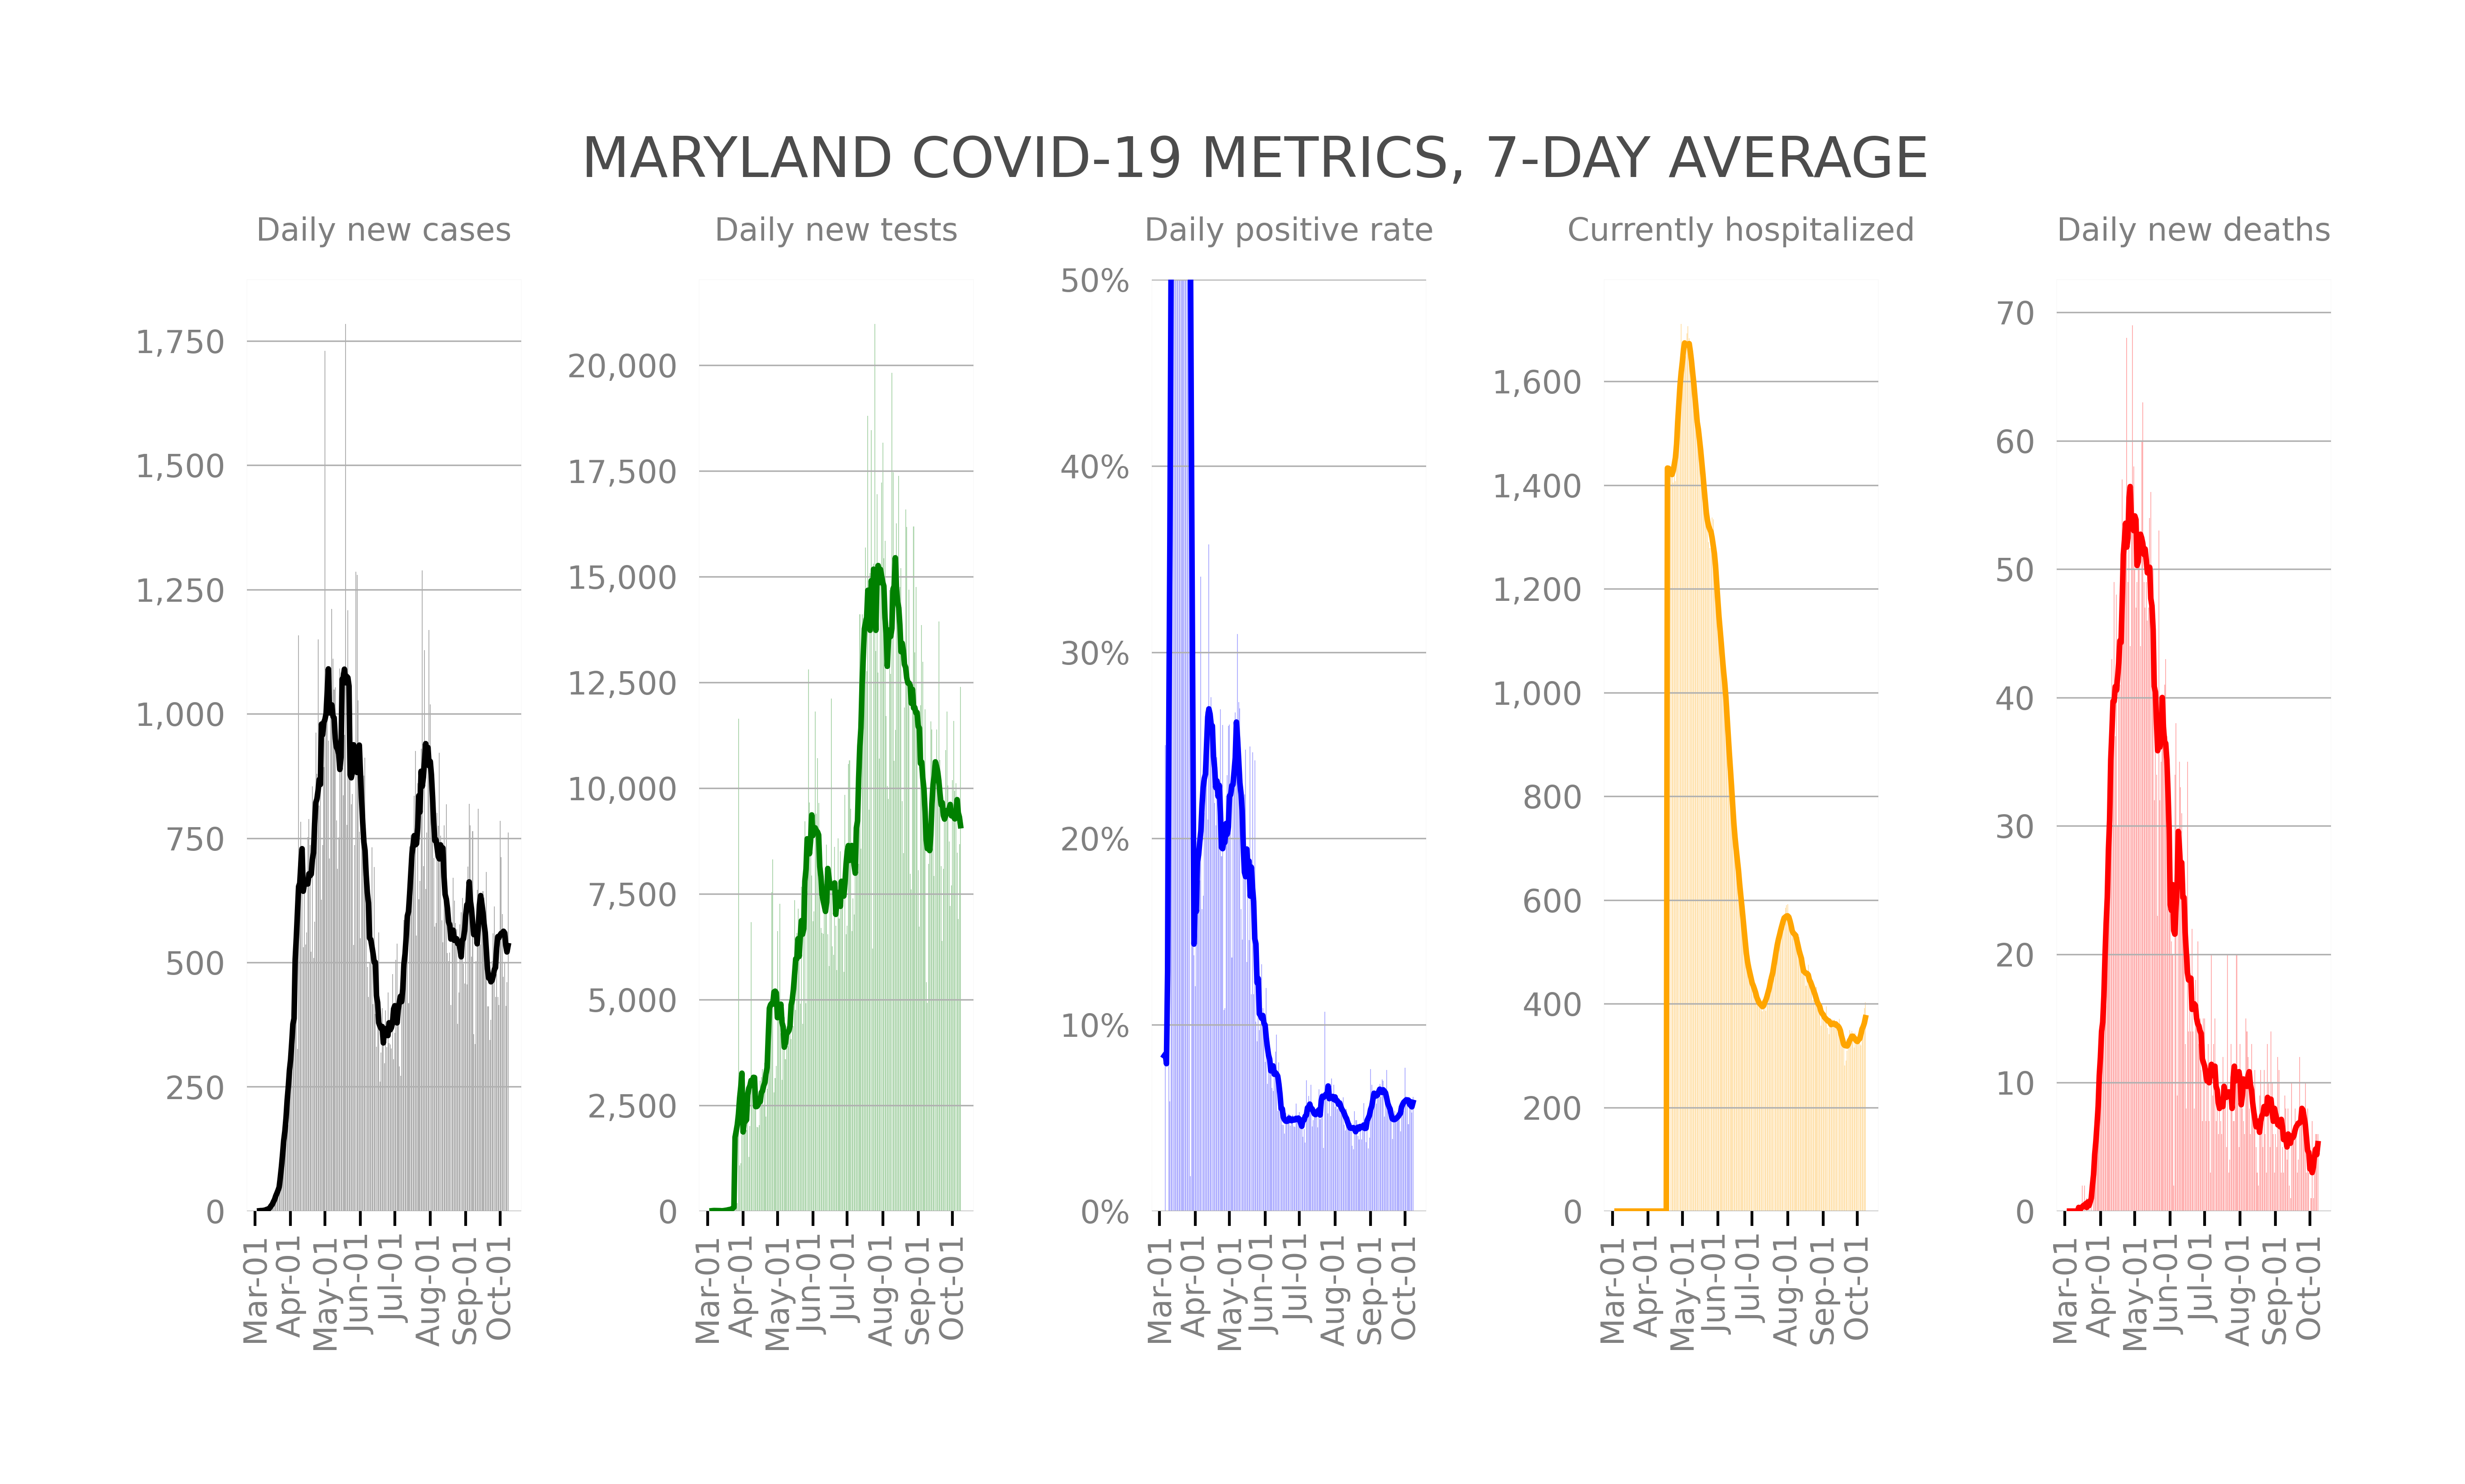 MARYLAND COVID-19 METRICS, 7-DAY AVERAGE
Daily new cases
1,750
1,500
1,250
1,000
750
500
250
0
Mar-01
Apr-01
May-01
Jun-01
Jul-01
Aug-01
Sep-01
Oct-01
Daily new tests
20,000
17,500
15,000
12,500
10,000
7,500
5,000
2,500
0
Mar-01
Apr-01
May-01
Jun-01
Jul-01
Aug-01
Sep-01
Oct-01
Daily positive rate
50%
40%
30%
20%
10%
0%
Mar-01
Apr-01
May-01
Jun-01
Jul-01
Aug-01
Sep-01
Oct-01
Currently hospitalized
1,600
1,400
1,200
1,000
800
600
400
200
0
Mar-01
Apr-01
May-01
Jun-01
Jul-01
Aug-01
Sep-01
Oct-01
Daily new deaths
70
60
50
40
30
20
10
0
Mar-01
Apr-01
May-01
Jun-01
Jul-01
Aug-01
Sep-01
Oct-01